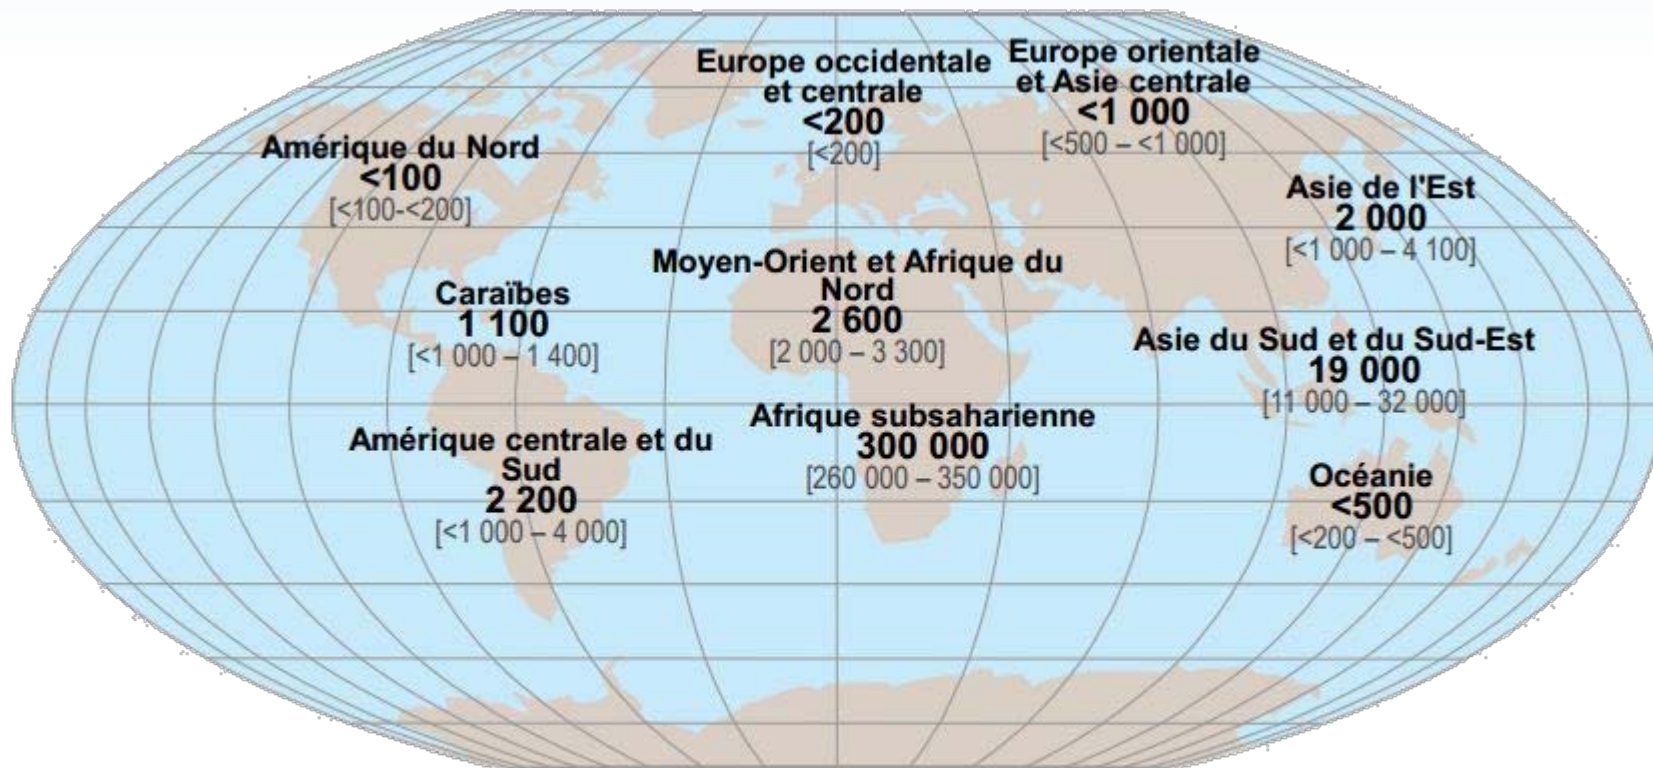 Europe occidentale
et centrale
<200
[<200]
Europe orientale
et Asie centrale
<1 000
[<500 – <1 000]
Amérique du Nord
<100
[<100-<200]
Asie de l'Est
2 000
[<1 000 – 4 100]
Moyen-Orient et Afrique du
Nord
2 600
[2 000 – 3 300]
Caraïbes
1 100
[<1 000 – 1 400]
Asie du Sud et du Sud-Est
19 000
[11 000 – 32 000]
Afrique subsaharienne
300 000
[260 000 – 350 000]
Amérique centrale et du
Sud
2 200
[<1 000 – 4 000]
Océanie
<500
[<200 – <500]